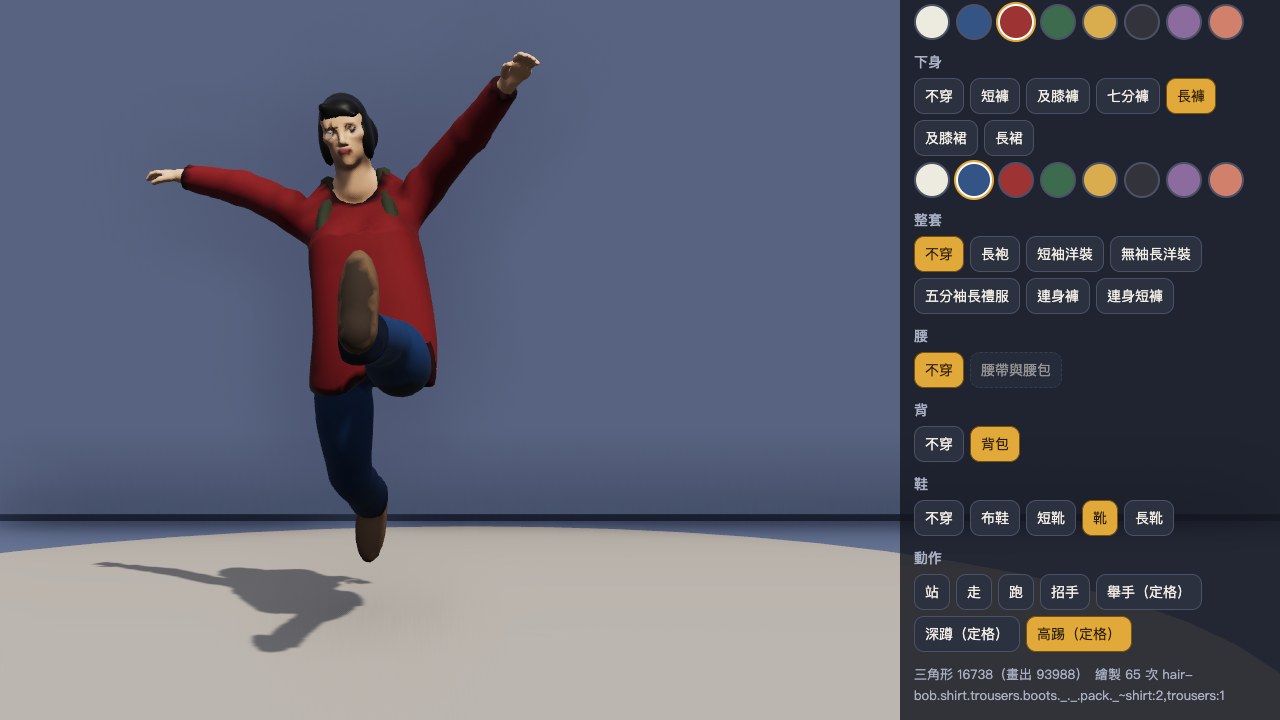 下身
不穿 短褲 及膝褲 七分褲 長褲
及膝裙 長裙
整套
不穿 長袍 短袖洋裝 無袖長洋裝
五分袖長禮服 連身褲 連身短褲
腰
不穿 腰帶與腰包
背
不穿 背包
鞋
不穿 布鞋 短靴 靴 長靴
動作
站 走 跑 招手 舉手（定格）
深蹲（定格） 高踢（定格）
三角形 16738（畫出 93988） 繪製 65 次 hair-
bob.shirt.trousers.boots._._.pack._~shirt:2,trousers:1